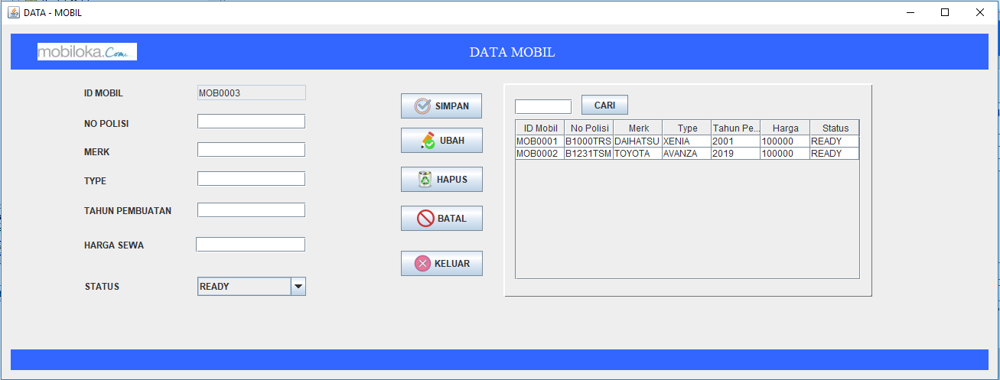 DATA - MOBIL
mobiloka.Com
DATA MOBIL
ID MOBIL MOB0003
NO POLISI
MERK
TYPE
TAHUN PEMBUATAN
HARGA SEWA
STATUS READY
SIMPAN
UBAH
HAPUS
BATAL
KELUAR
CARI
ID Mobil No Polisi Merk Type Tahun Pe... Harga Status
MOB0001 B1000TRS DAIHATSU XENIA 2001 100000 READY
MOB0002 B1231TSM TOYOTA AVANZA 2019 100000 READY